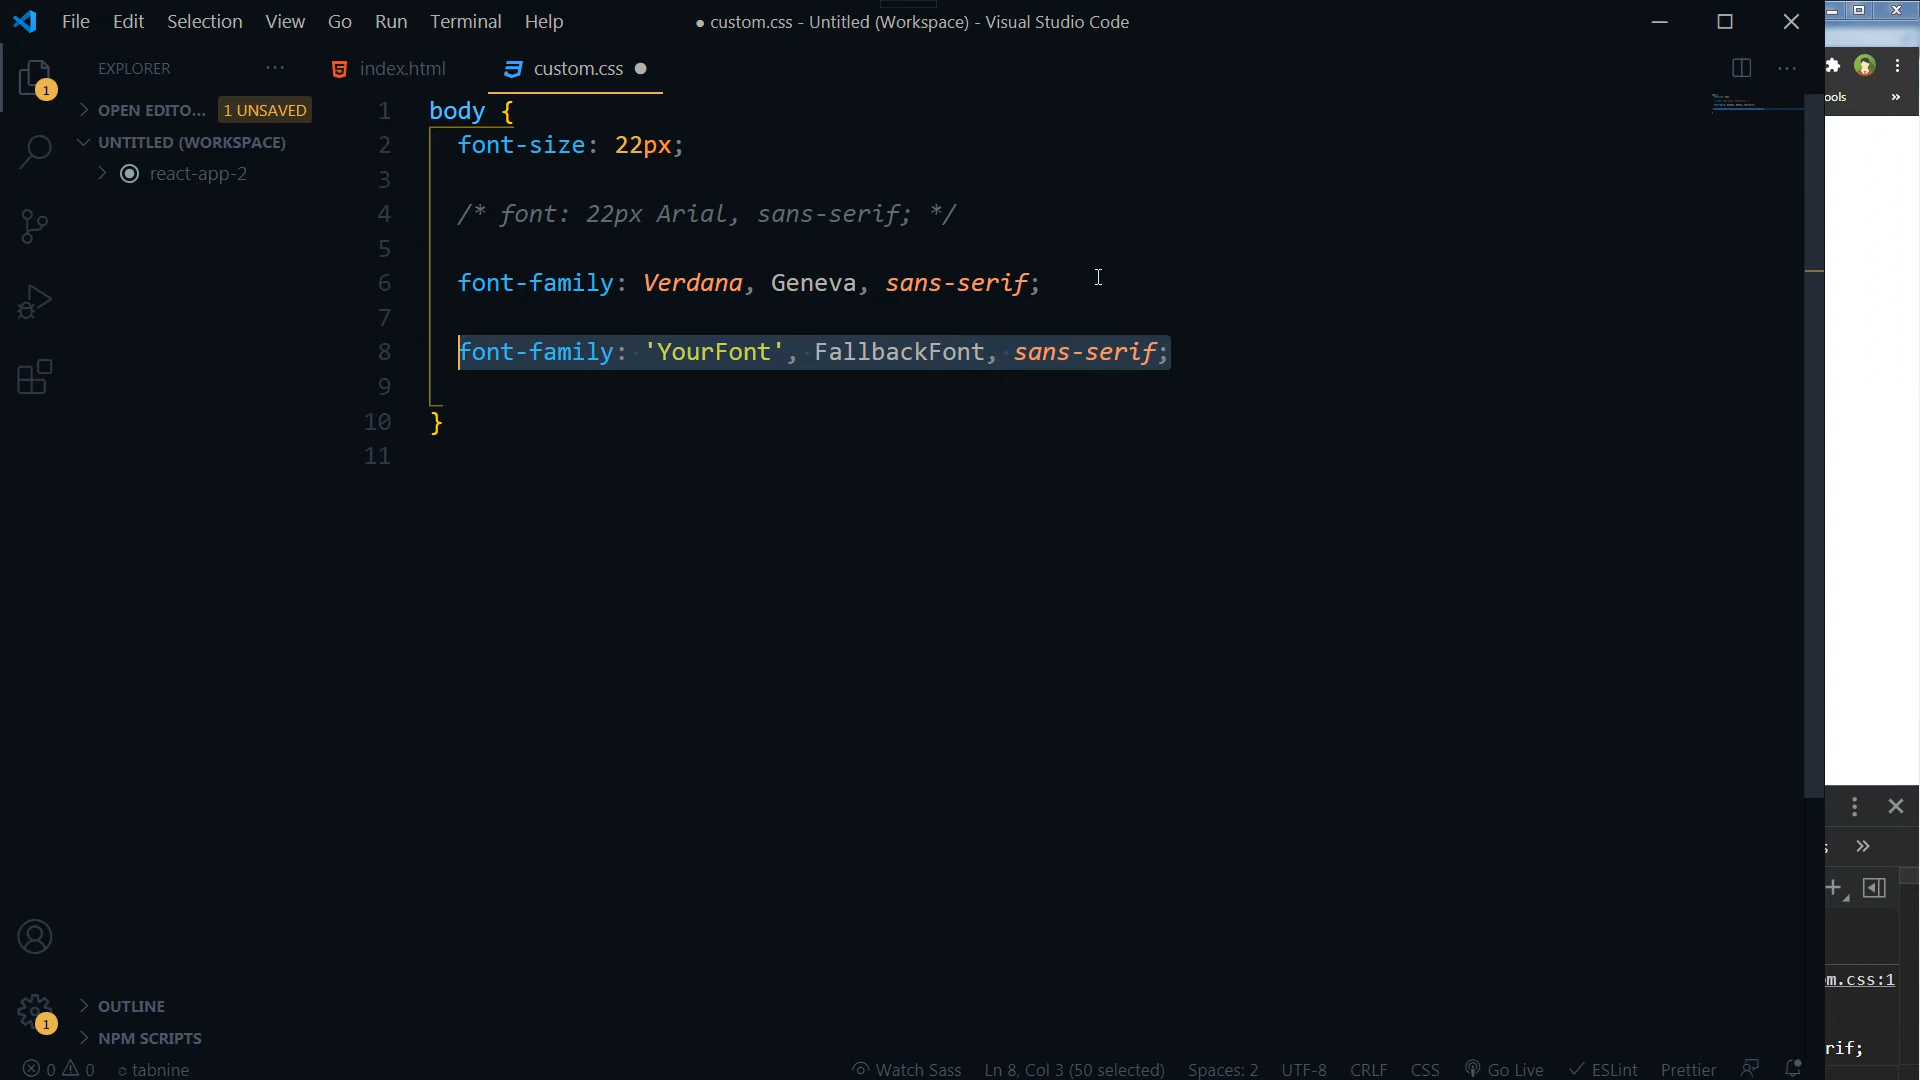 File Edit Selection View Go Run Terminal Help
● custom.css - Untitled (Workspace) - Visual Studio Code
EXPLORER ···
index.html
custom.css ●
OPEN EDITO... 1 UNSAVED
UNTITLED (WORKSPACE)
react-app-2
1
1 body {
2 font-size: 22px;
3
4 /* font: 22px Arial, sans-serif; */
5
6 font-family: Verdana, Geneva, sans-serif;
7
8 font-family: 'YourFont', FallbackFont, sans-serif;
9
10 }
11
ools »
s »
m.css:1
rif;
OUTLINE
1
NPM SCRIPTS
0 0 tabnine
Watch Sass Ln 8, Col 3 (50 selected) Spaces: 2 UTF-8 CRLF CSS Go Live ESLint Prettier